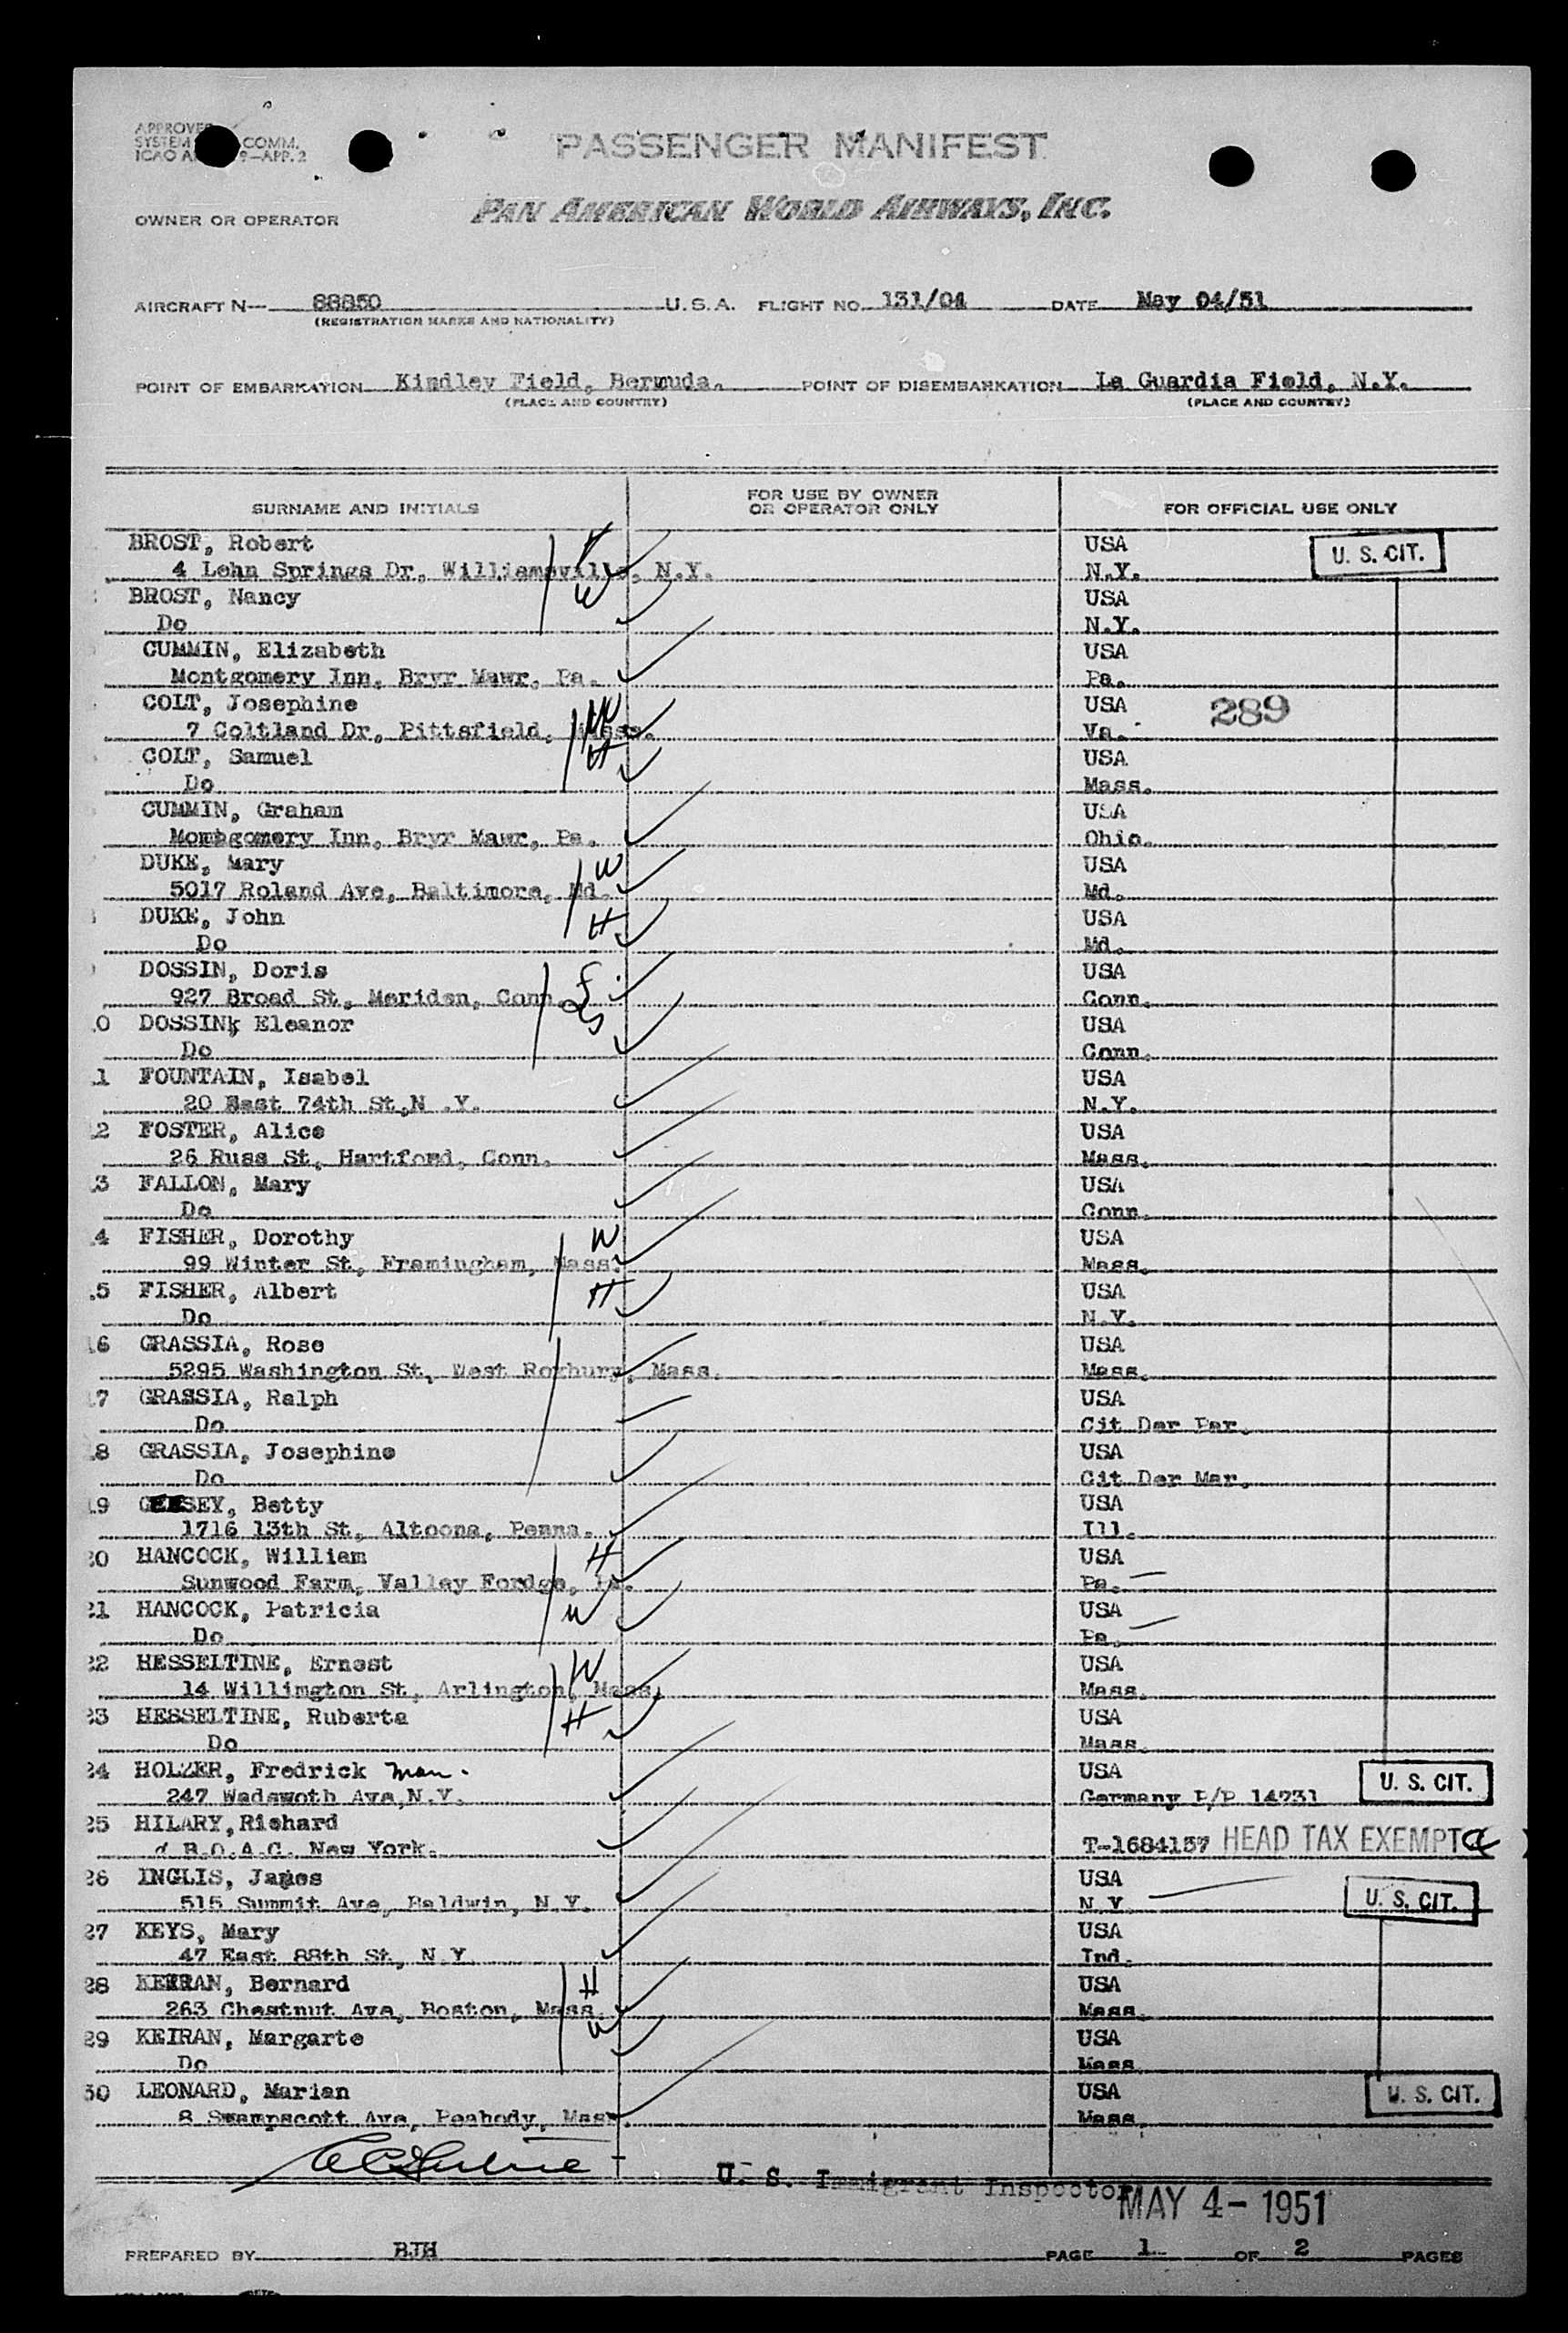 PASSENGER MANIFEST
APPROVED
SYSTEM COMM.
ICAO 9—APP. 2
OWNER OR OPERATOR PAN AMERICAN WORLD AIRWAYS, INC.
AIRCRAFT N— 88850 U.S.A. FLIGHT NO. 131/04 DATE May 04/51
(REGISTRATION MARKS AND NATIONALITY)
POINT OF EMBARKATION Kindley Field, Bermuda. POINT OF DISEMBARKATION La Guardia Field, N.Y.
(PLACE AND COUNTRY) (PLACE AND COUNTRY)
SURNAME AND INITIALS FOR USE BY OWNER OR OPERATOR ONLY FOR OFFICIAL USE ONLY
BROST, Robert USA U. S. CIT.
4 Lehn Springs Dr, Williamsville, N.Y. N.Y.
BROST, Nancy W USA
Do N.Y.
CUMMIN, Elizabeth USA
Montgomery Inn, Bryr Mawr, Pa. Pa.
COLT, Josephine W USA 289
7 Coltland Dr, Pittsfield, Mass. Va.
COLT, Samuel H USA
Do Mass.
CUMMIN, Graham USA
Montgomery Inn, Bryr Mawr, Pa. Ohio.
DUKE, Mary W USA
5017 Roland Ave, Baltimore, Md. Md.
DUKE, John H USA
Do Md.
DOSSIN, Doris USA
927 Broad St, Meriden, Conn. Conn.
10 DOSSIN, Eleanor USA
Do Conn.
11 FOUNTAIN, Isabel USA
20 East 74th St,N .Y. N.Y.
12 FOSTER, Alice USA
26 Russ St, Hartford, Conn. Mass.
13 FALLON, Mary USA
Do Conn.
14 FISHER, Dorothy W USA
99 Winter St, Framingham, Mass. Mass.
15 FISHER, Albert H USA
Do N.Y.
16 GRASSIA, Rose USA
5295 Washington St, West Roxbury, Mass. Mass.
17 GRASSIA, Ralph USA
Do Cit Der Par.
18 GRASSIA, Josephine USA
Do Cit Der Mar.
19 GEESEY, Betty USA
1716 13th St, Altoona, Penna. Ill.
20 HANCOCK, William H USA
Sunwood Farm, Valley Fordge, Pa. Pa.
21 HANCOCK, Patricia W USA
Do Pa.
22 HESSELTINE, Ernest W USA
14 Willimgton St, Arlington, Mass. Mass.
23 HESSELTINE, Ruberta H USA
Do Mass.
24 HOLZER, Fredrick man. USA U. S. CIT.
247 Wadswoth Ave,N.Y. Germany P/P 14231
25 HILARY,Richard
B.O.A.C. New York. T-1684157 HEAD TAX EXEMPT
26 INGLIS, James USA U. S. CIT.
515 Summit Ave, Baldwin, N.Y. N.Y.
27 KEYS, Mary USA
47 East 88th St, N.Y. Ind.
28 KEIRAN, Bernard H USA
263 Chestnut Ave, Boston, Mass. Mass.
29 KEIRAN, Margarte W USA
Do Mass.
30 LEONARD, Marian USA U. S. CIT.
8 Swampscott Ave, Peabody, Mass. Mass.
U. S. Immigrant Inspector
MAY 4- 1951
PREPARED BY BJH PAGE 1 OF 2 PAGES